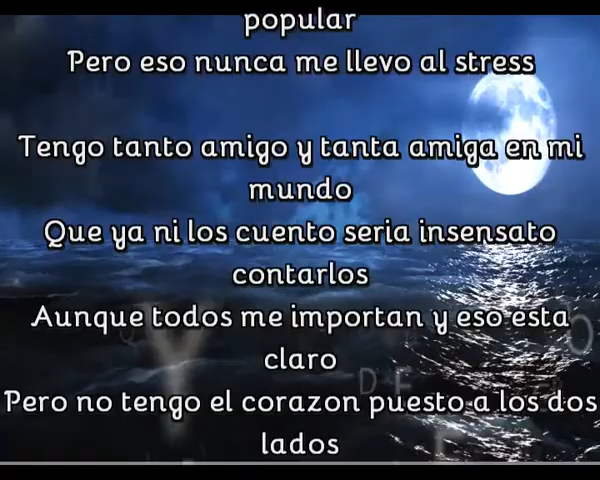 popular
Pero eso nunca me llevo al stress
Tengo tanto amigo y tanta amiga en mi
mundo
Que ya ni los cuento seria insensato
contarlos
Aunque todos me importan y eso esta
claro
Pero no tengo el corazon puesto a los dos
lados